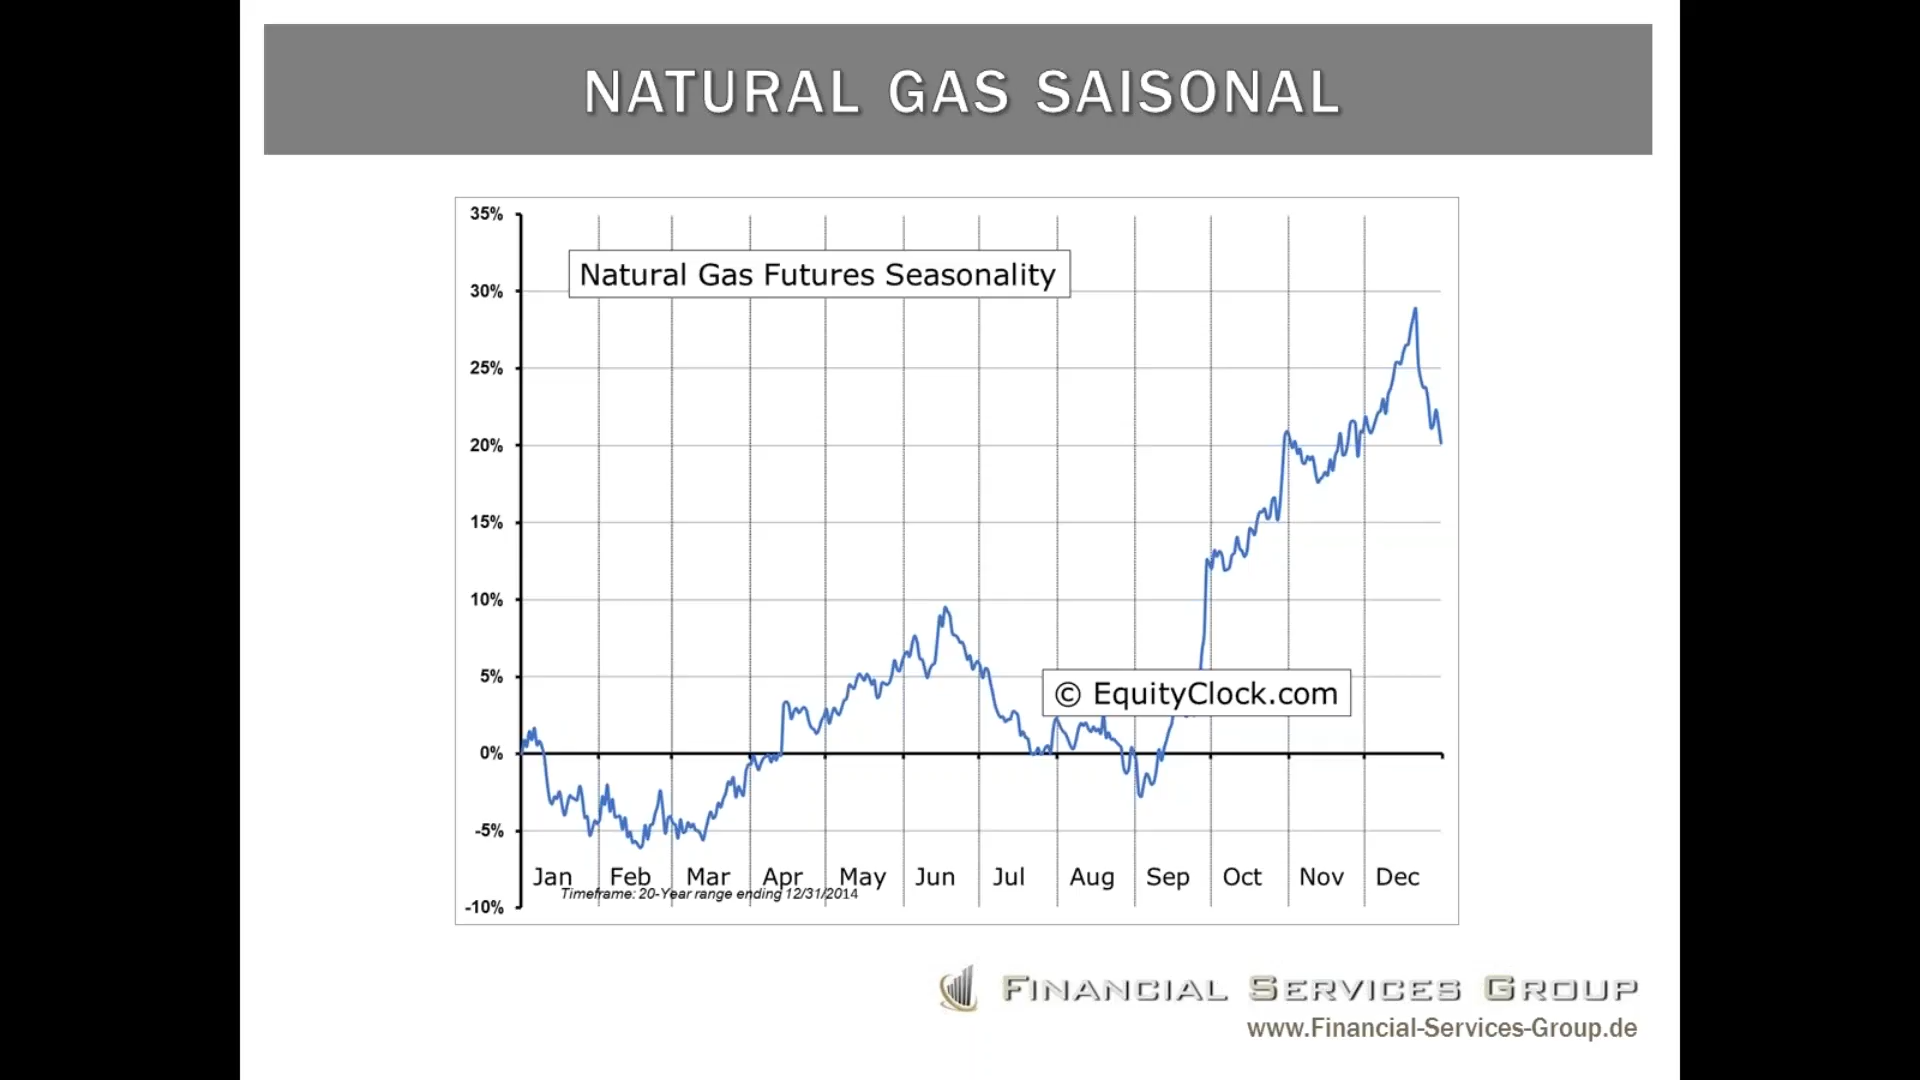 NATURAL GAS SAISONAL
35%
Natural Gas Futures Seasonality
30%
25%
20%
15%
10%
5%
© EquityClock.com
0%
-5%
Jan Feb Mar Apr May Jun Jul Aug Sep Oct Nov Dec
Timeframe: 20-Year range ending 12/31/2014
-10%
FINANCIAL SERVICES GROUP
www.Financial-Services-Group.de